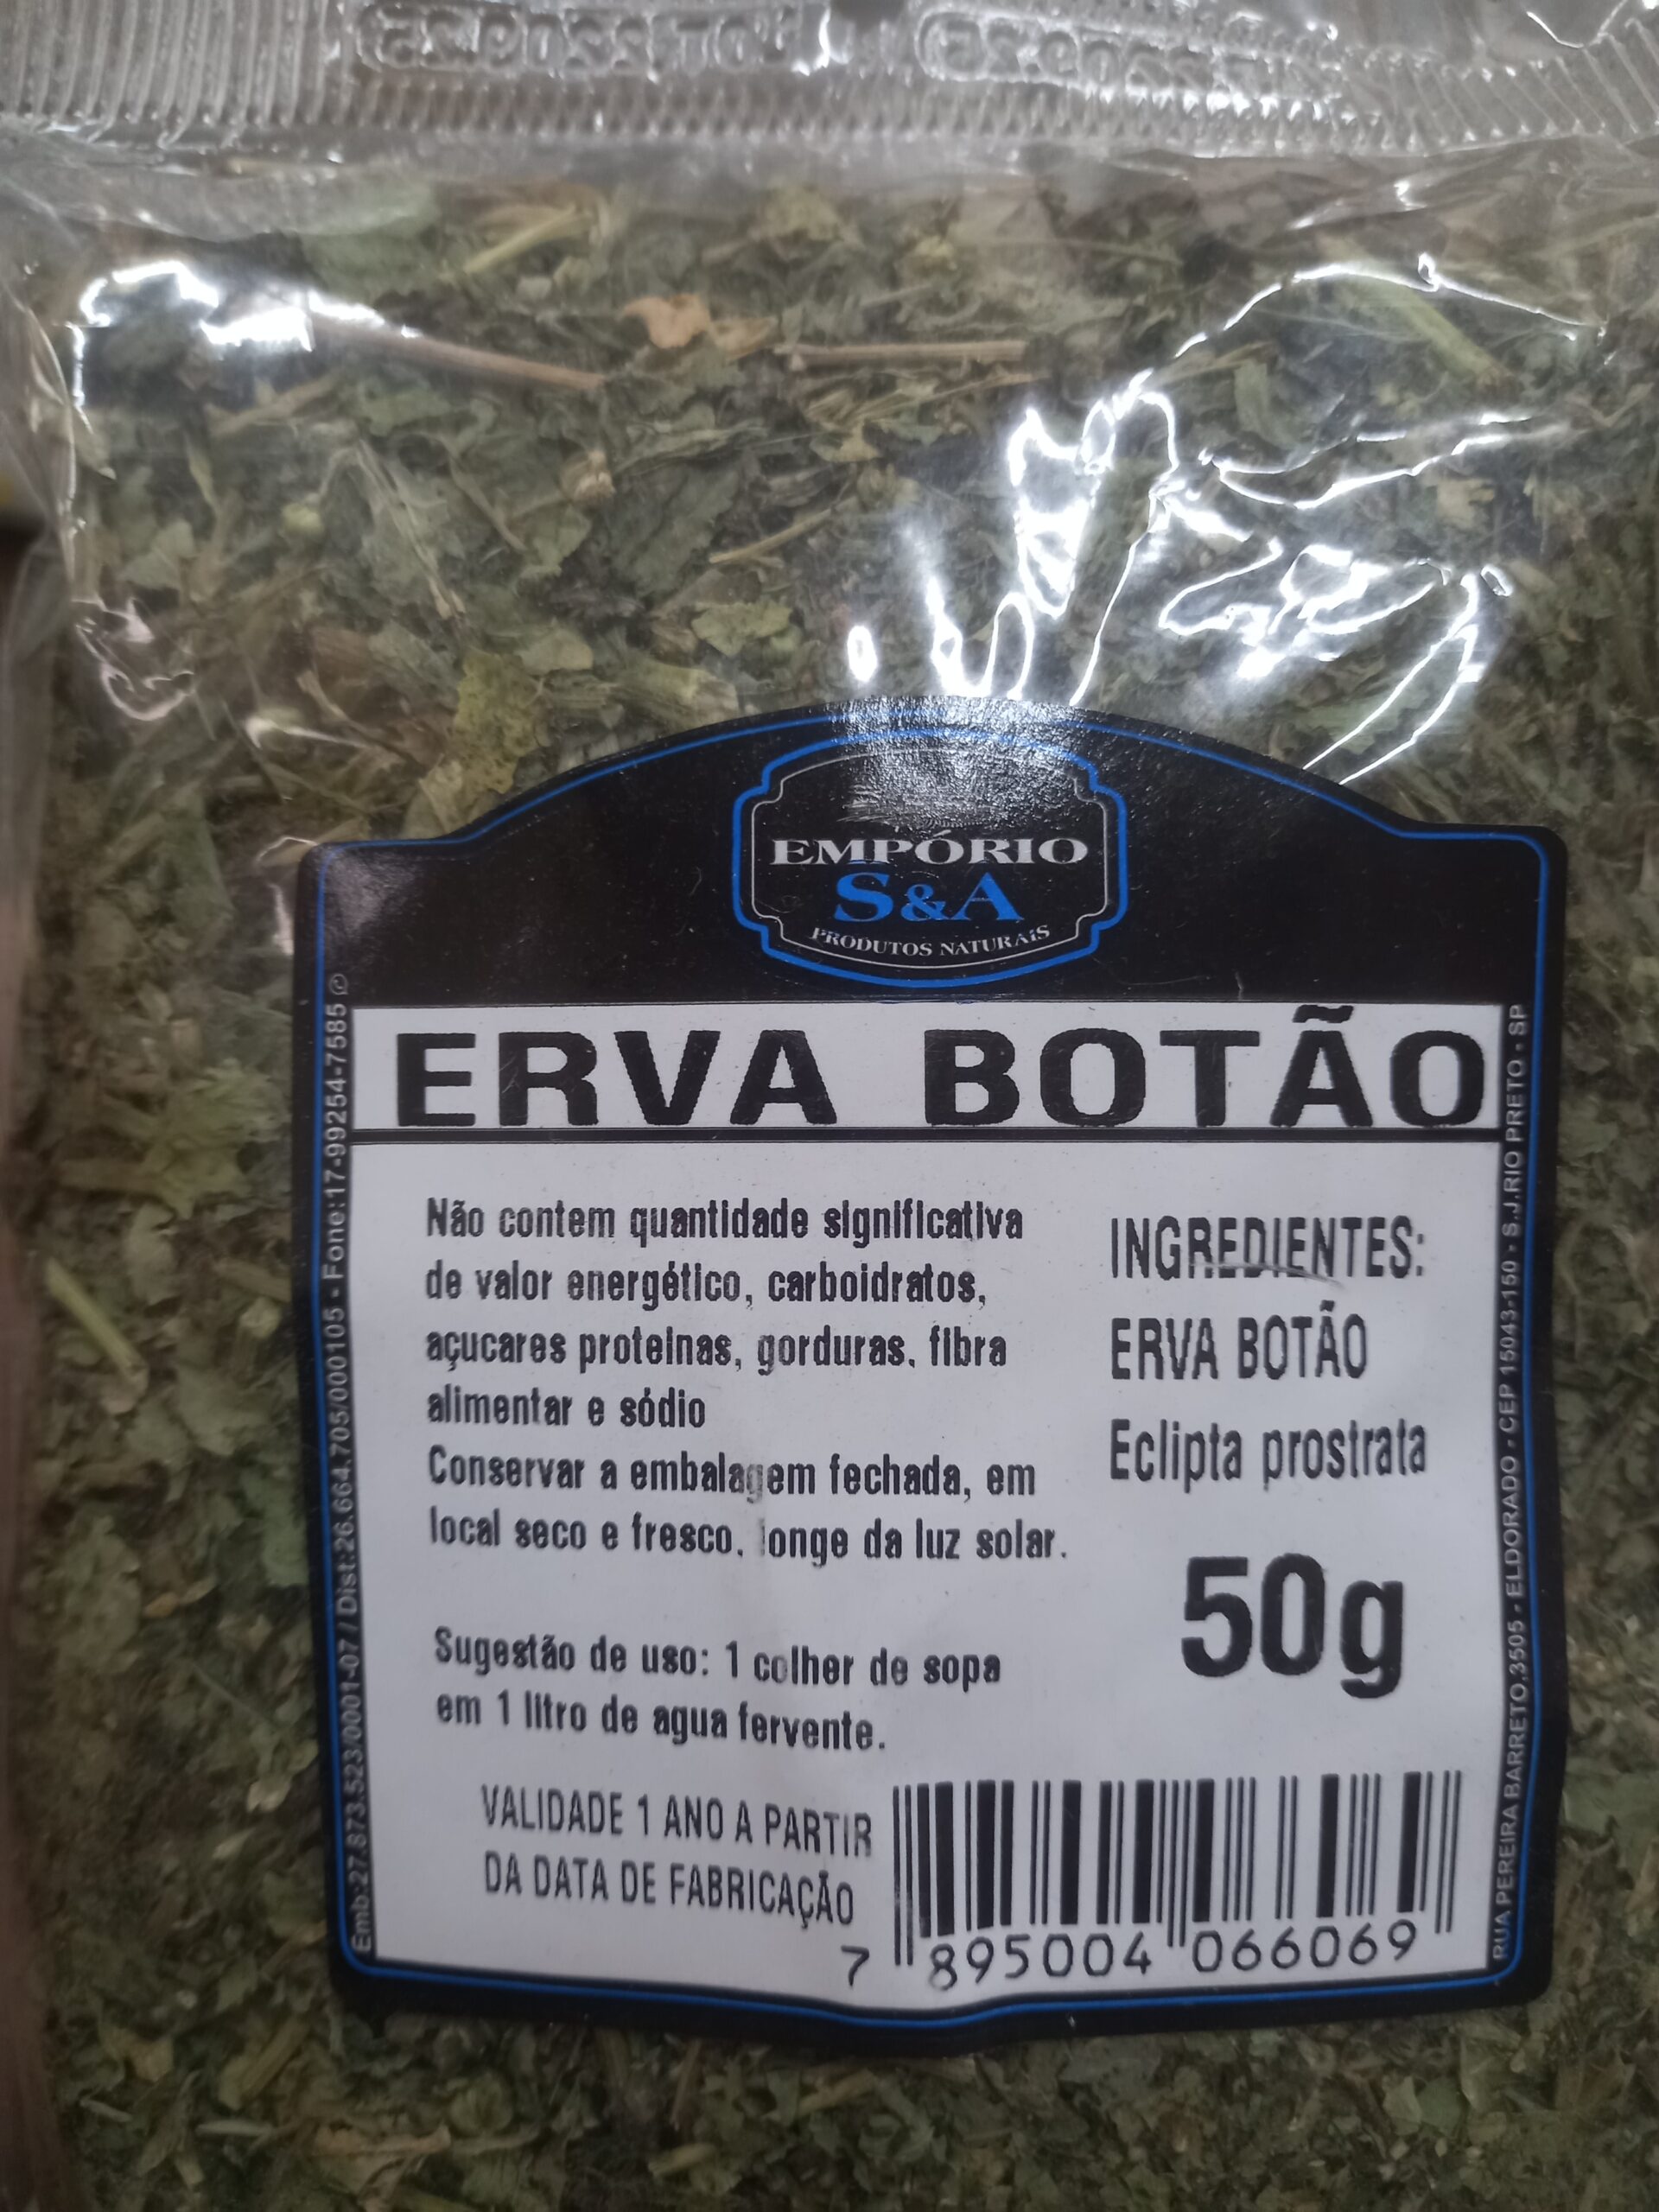 EMPÓRIO
S&A
PRODUTOS NATURAIS
ERVA BOTÃO
Não contem quantidade significativa
de valor energético, carboidratos,
açucares proteinas, gorduras. fibra
alimentar e sódio
Conservar a embalagem fechada, em
local seco e fresco. longe da luz solar.
Sugestão de uso: 1 colher de sopa
em 1 litro de agua fervente.
VALIDADE 1 ANO A PARTIR
DA DATA DE FABRICAÇÃO
INGREDIENTES:
ERVA BOTÃO
Eclipta prostrata
50g
7 895004 066069
Emb:27.873.523/0001-07 / Dist:26.664.705/000105 - Fone:17-99254-7585
RUA PEREIRA BARRETO,3505 - ELDORADO - CEP 15043-150 - S.J.RIO PRETO - SP